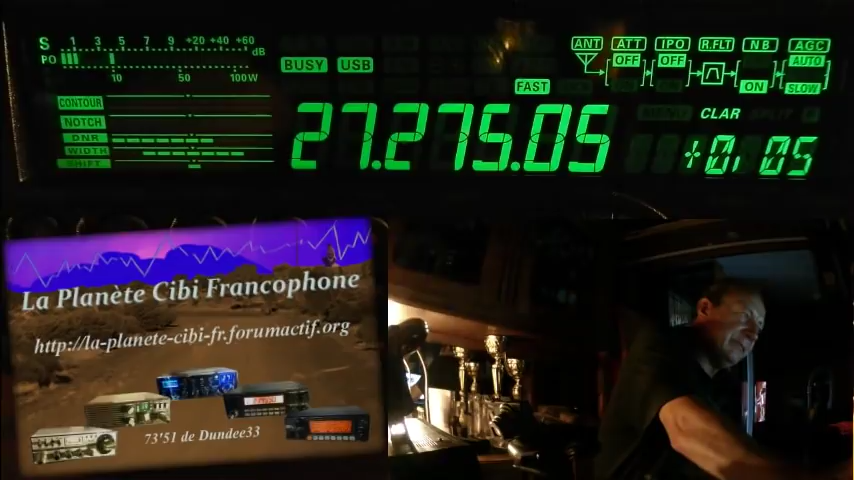 S 1 3 5 7 9 +20 +40 +60 dB
PO 10 50 100W
BUSY USB
ANT ATT IPO R.FLT NB AGC
OFF OFF AUTO
ON SLOW
FAST
CONTOUR
NOTCH
DNR
WIDTH
SHIFT
27.275.05
CLAR
+0. 05
La Planète Cibi Francophone
http://la-planete-cibi-fr.forumactif.org
73'51 de Dundee33